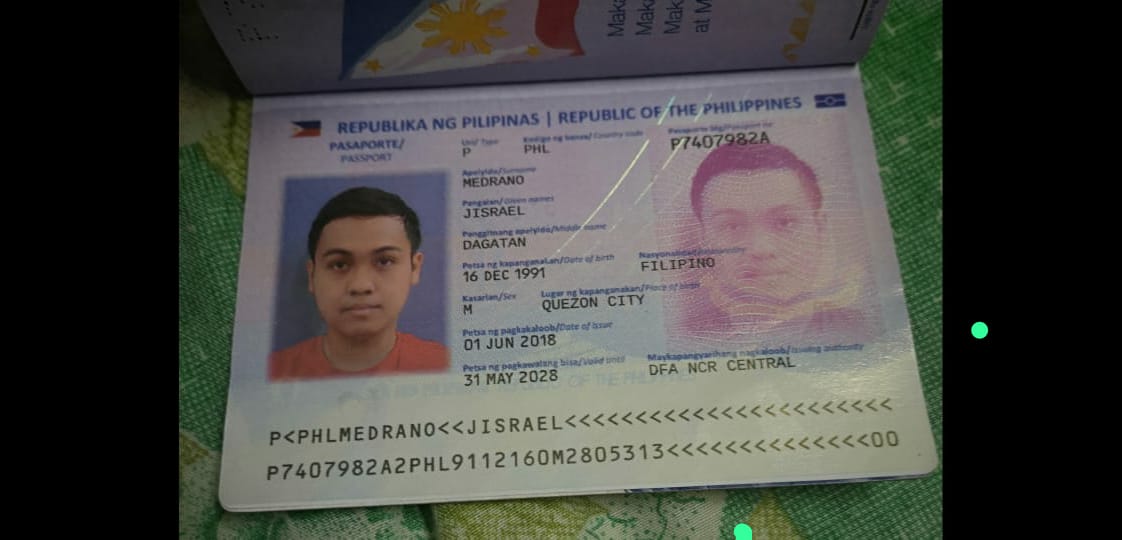 Maka
Maka
Mak
at M
REPUBLIKA NG PILIPINAS | REPUBLIC OF THE PHILIPPINES
PASAPORTE/
PASSPORT
Uri/ Type
P
Kodigo ng bansa/ Country code
PHL
Pasaporte blg/Passport no.
P7407982A
Apelyido/Surname
MEDRANO
Pangalan/Given names
JISRAEL
Panggitnang apelyido/Middle name
DAGATAN
Petsa ng kapanganakan/Date of birth
16 DEC 1991
Nasyonalidad/Nationality
FILIPINO
Kasarian/Sex
M
Lugar ng kapanganakan/Place of birth
QUEZON CITY
Petsa ng pagkakaloob/Date of issue
01 JUN 2018
Petsa ng pagkawalang bisa/Valid until
31 MAY 2028
Maykapangyarihang nagkaloob/Issuing authority
DFA NCR CENTRAL
P<PHLMEDRANO<<JISRAEL<<<<<<<<<<<<<<<<<<<<<<<
P7407982A2PHL9112160M2805313<<<<<<<<<<<<<<00